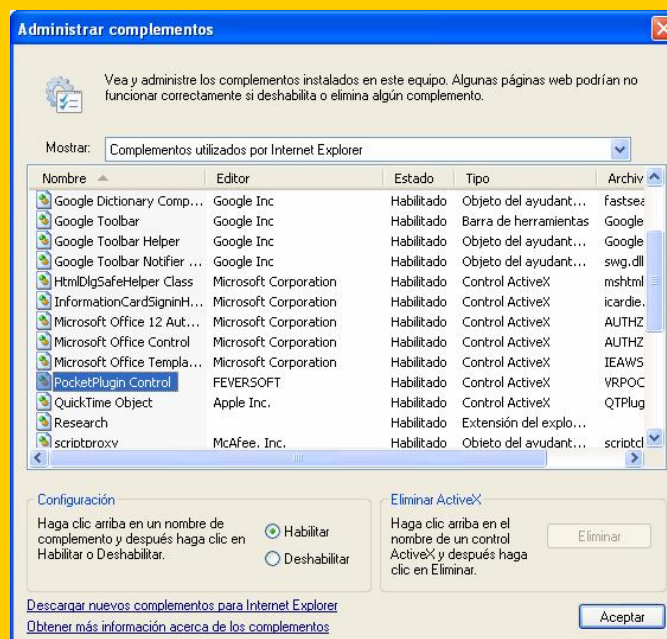 Administrar complementos
Vea y administre los complementos instalados en este equipo. Algunas páginas web podrían no
funcionar correctamente si deshabilita o elimina algún complemento.
Mostrar: Complementos utilizados por Internet Explorer
Nombre Editor Estado Tipo Archiv
Google Dictionary Comp... Google Inc Habilitado Objeto del ayudant... fastsea
Google Toolbar Google Inc Habilitado Barra de herramientas Google
Google Toolbar Helper Google Inc Habilitado Objeto del ayudant... Google
Google Toolbar Notifier ... Google Inc Habilitado Objeto del ayudant... swg.dll
HtmlDlgSafeHelper Class Microsoft Corporation Habilitado Control ActiveX mshtml
InformationCardSigninH... Microsoft Corporation Habilitado Control ActiveX icardie.
Microsoft Office 12 Aut... Microsoft Corporation Habilitado Control ActiveX AUTHZ
Microsoft Office Control Microsoft Corporation Habilitado Control ActiveX AUTHZ
Microsoft Office Templa... Microsoft Corporation Habilitado Control ActiveX IEAWS
PocketPlugin Control FEVERSOFT Habilitado Control ActiveX VRPOC
QuickTime Object Apple Inc. Habilitado Control ActiveX QTPlug
Research Habilitado Extensión del explo...
scriptproxy McAfee, Inc. Habilitado Objeto del ayudant... scriptcl
Configuración
Haga clic arriba en un nombre de
complemento y después haga clic en
Habilitar o Deshabilitar.
Habilitar
Deshabilitar
Eliminar ActiveX
Haga clic arriba en el
nombre de un control
ActiveX y después haga
clic en Eliminar.
Eliminar
Descargar nuevos complementos para Internet Explorer
Obtener más información acerca de los complementos
Aceptar